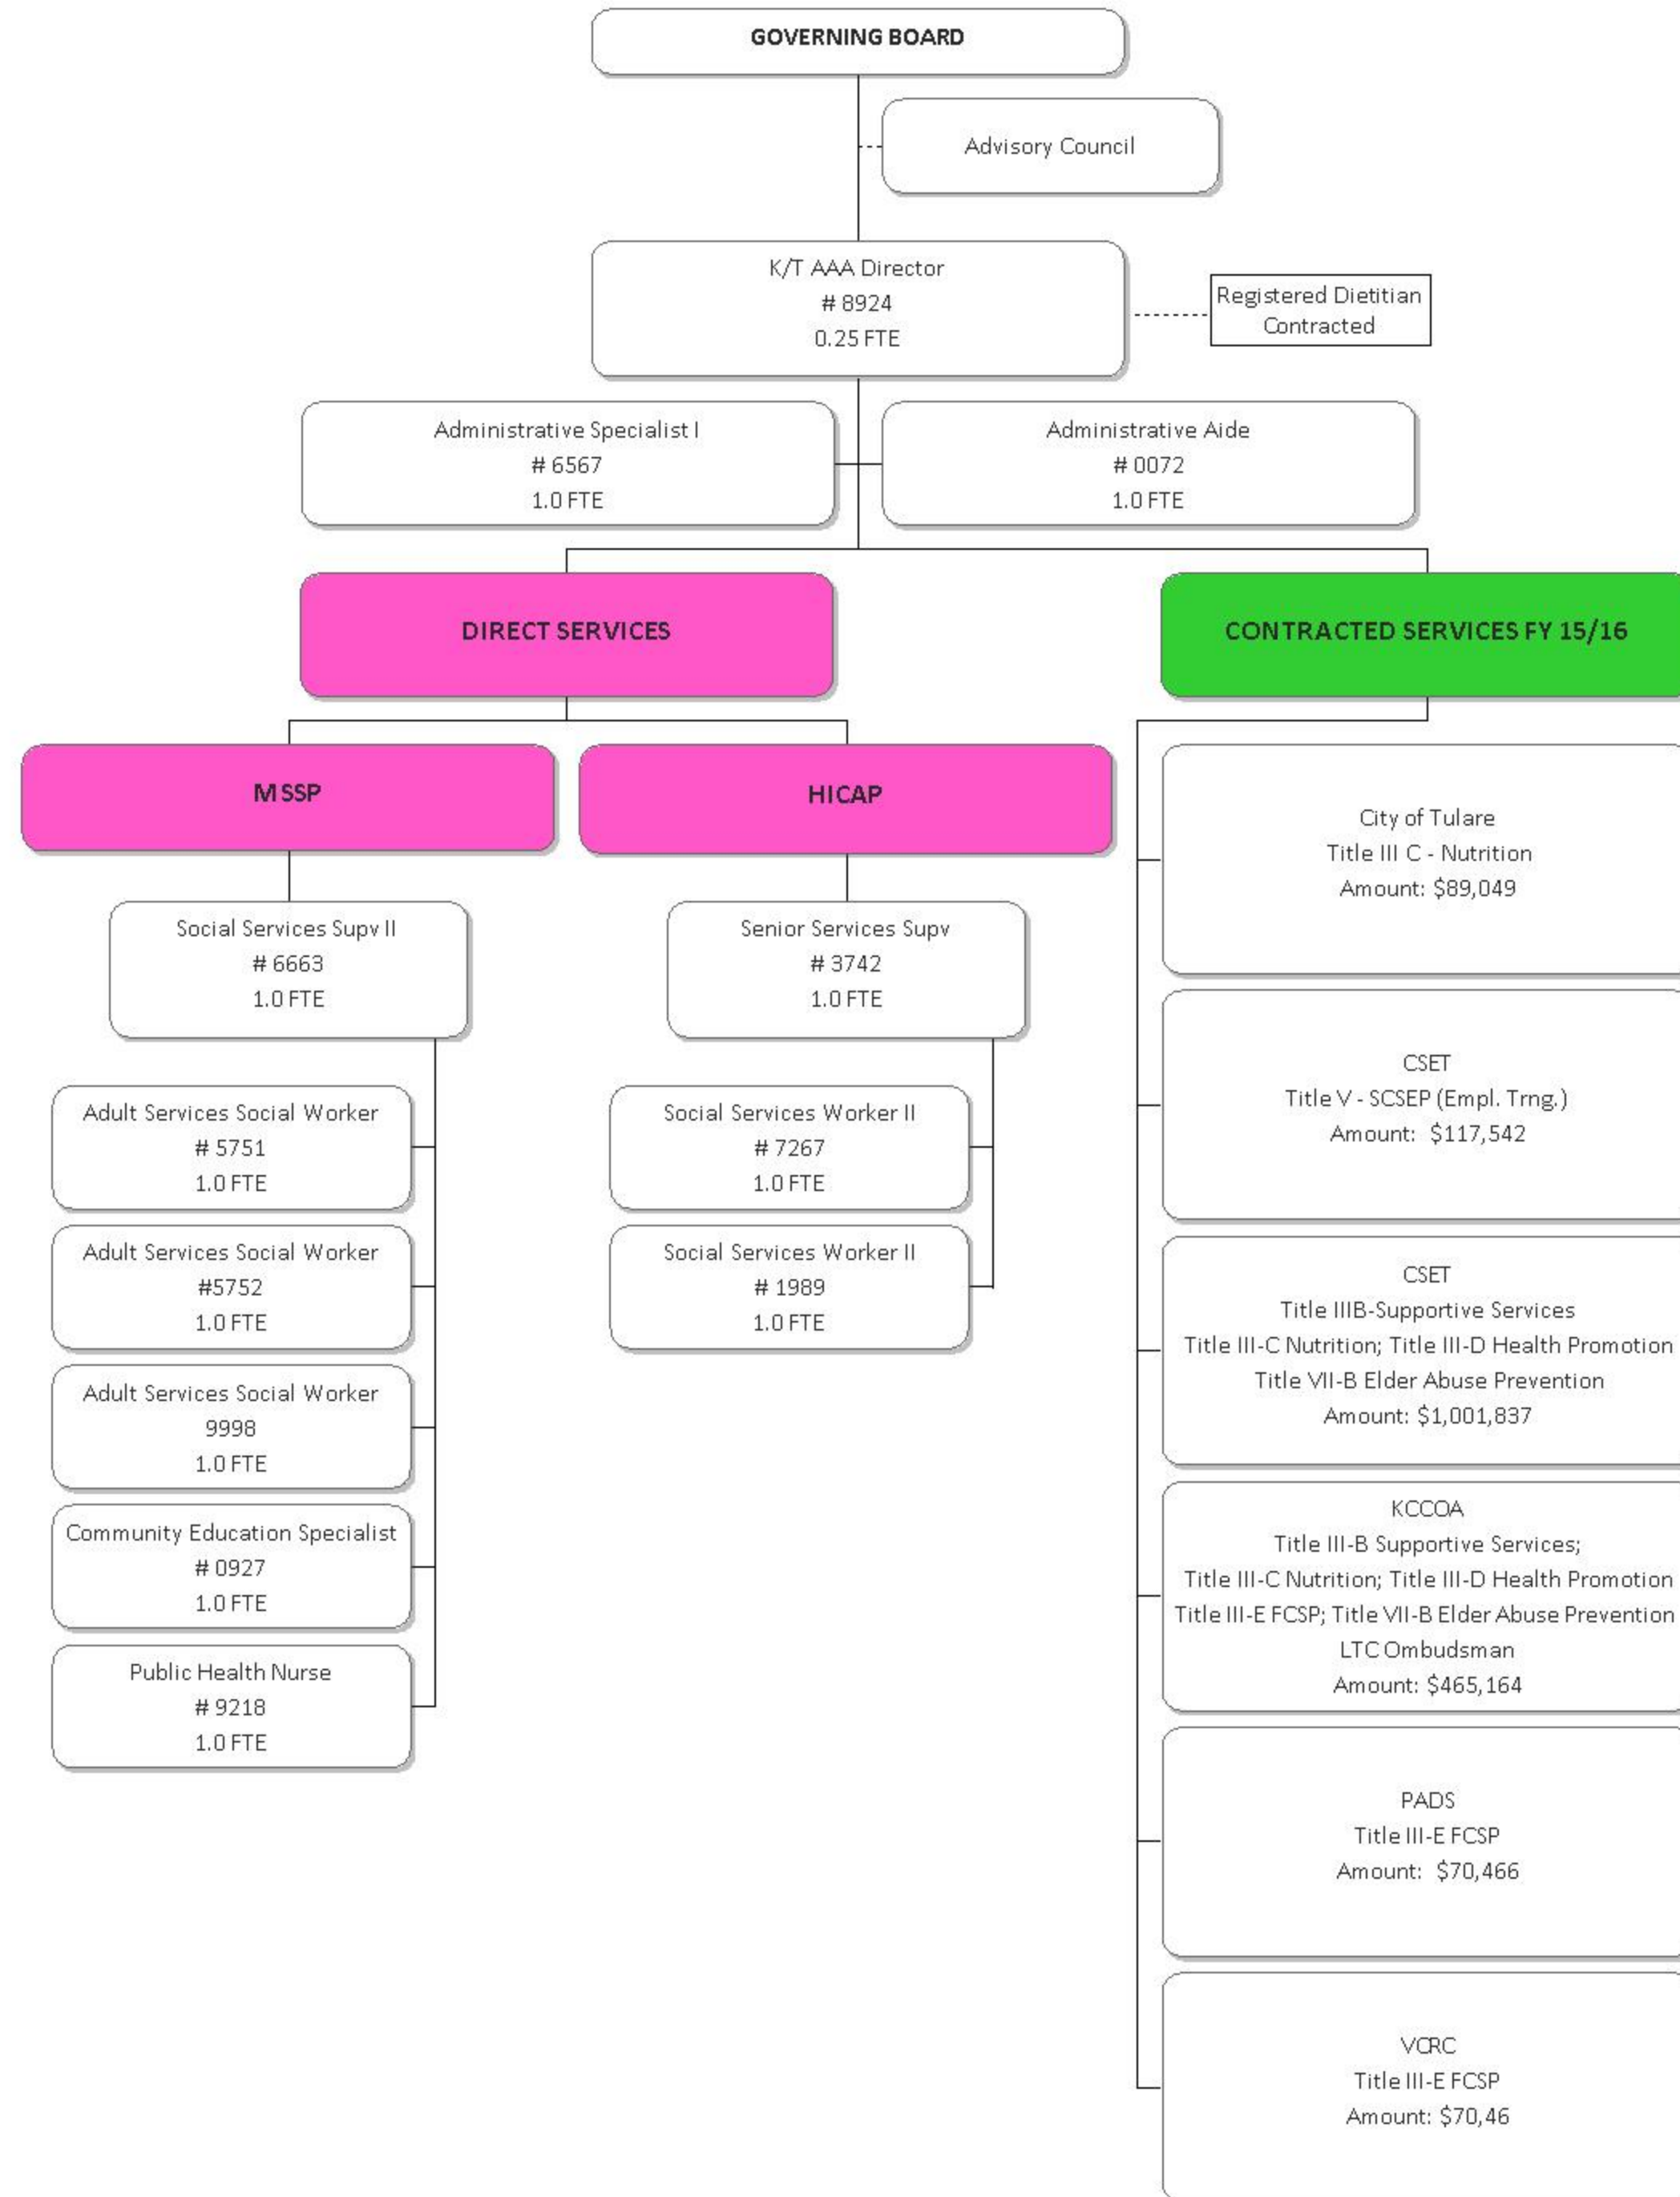 GOVERNING BOARD
Advisory Council
K/T AAA Director
# 8924
0.25 FTE
Registered Dietitian
Contracted
Administrative Specialist I
# 6567
1.0 FTE
Administrative Aide
# 0072
1.0 FTE
DIRECT SERVICES
CONTRACTED SERVICES FY 15/16
MSSP
HICAP
Social Services Supv II
# 6663
1.0 FTE
Adult Services Social Worker
# 5751
1.0 FTE
Adult Services Social Worker
#5752
1.0 FTE
Adult Services Social Worker
9998
1.0 FTE
Community Education Specialist
# 0927
1.0 FTE
Public Health Nurse
# 9218
1.0 FTE
Senior Services Supv
# 3742
1.0 FTE
Social Services Worker II
# 7267
1.0 FTE
Social Services Worker II
# 1989
1.0 FTE
City of Tulare
Title III C - Nutrition
Amount: $89,049
CSET
Title V - SCSEP (Empl. Trng.)
Amount: $117,542
CSET
Title IIIB-Supportive Services
Title III-C Nutrition; Title III-D Health Promotion
Title VII-B Elder Abuse Prevention
Amount: $1,001,837
KCCOA
Title III-B Supportive Services;
Title III-C Nutrition; Title III-D Health Promotion
Title III-E FCSP; Title VII-B Elder Abuse Prevention
LTC Ombudsman
Amount: $465,164
PADS
Title III-E FCSP
Amount: $70,466
VCRC
Title III-E FCSP
Amount: $70,46